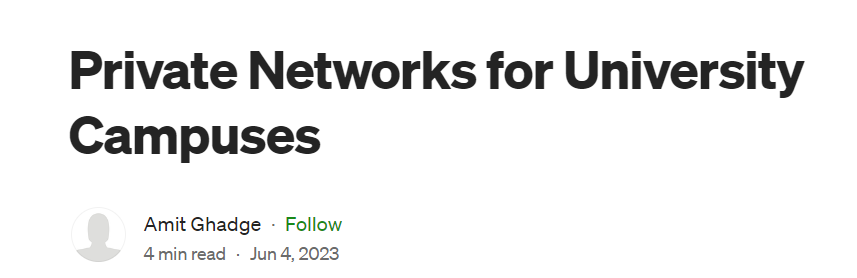 Private Networks for University
Campuses
Amit Ghadge · Follow
4 min read · Jun 4, 2023